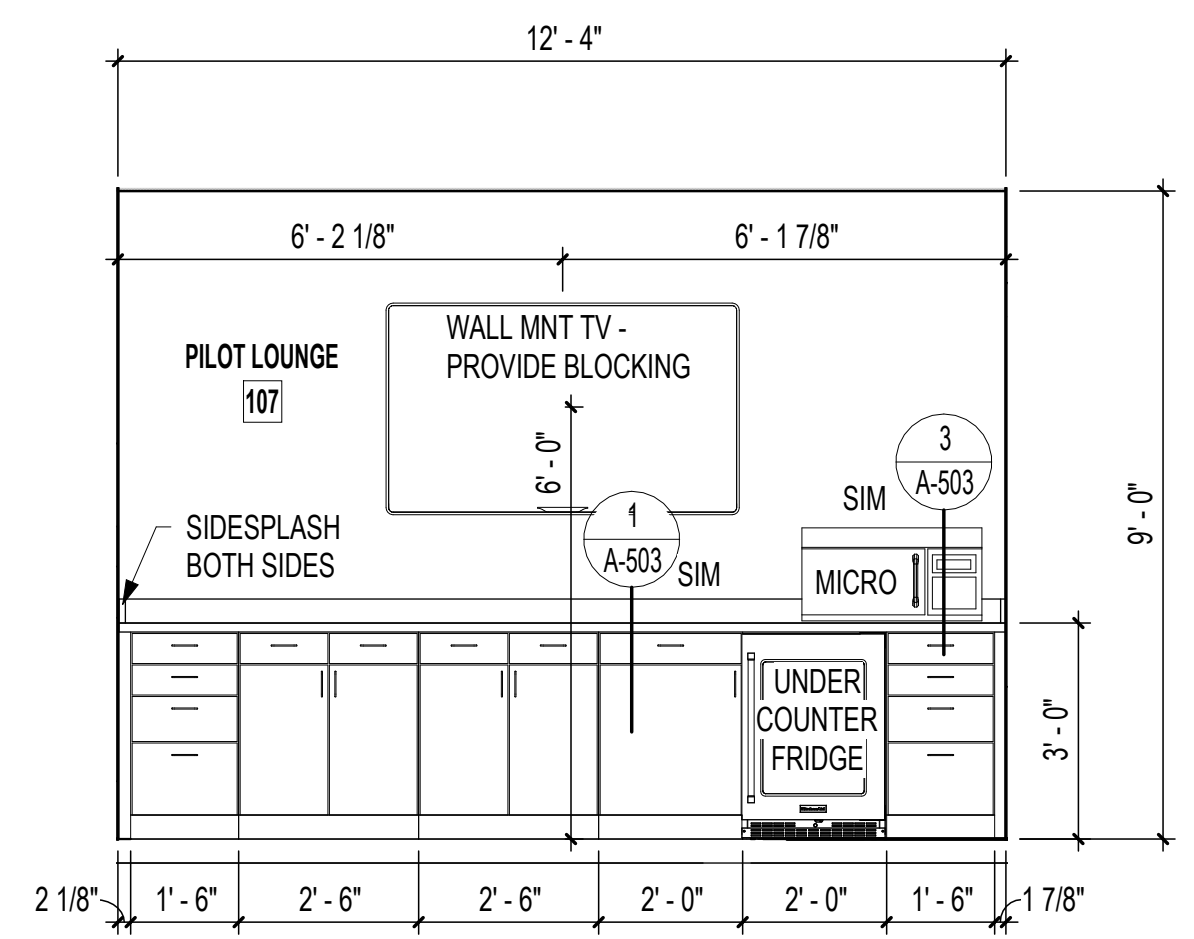 12' - 4"
6' - 2 1/8"
6' - 1 7/8"
WALL MNT TV -
PROVIDE BLOCKING
PILOT LOUNGE
107
6' - 0"
3
A-503
SIM
9' - 0"
1
A-503
SIM
SIDESPLASH
BOTH SIDES
MICRO
UNDER
COUNTER
FRIDGE
3' - 0"
2 1/8"
1' - 6"
2' - 6"
2' - 6"
2' - 0"
2' - 0"
1' - 6"
1 7/8"